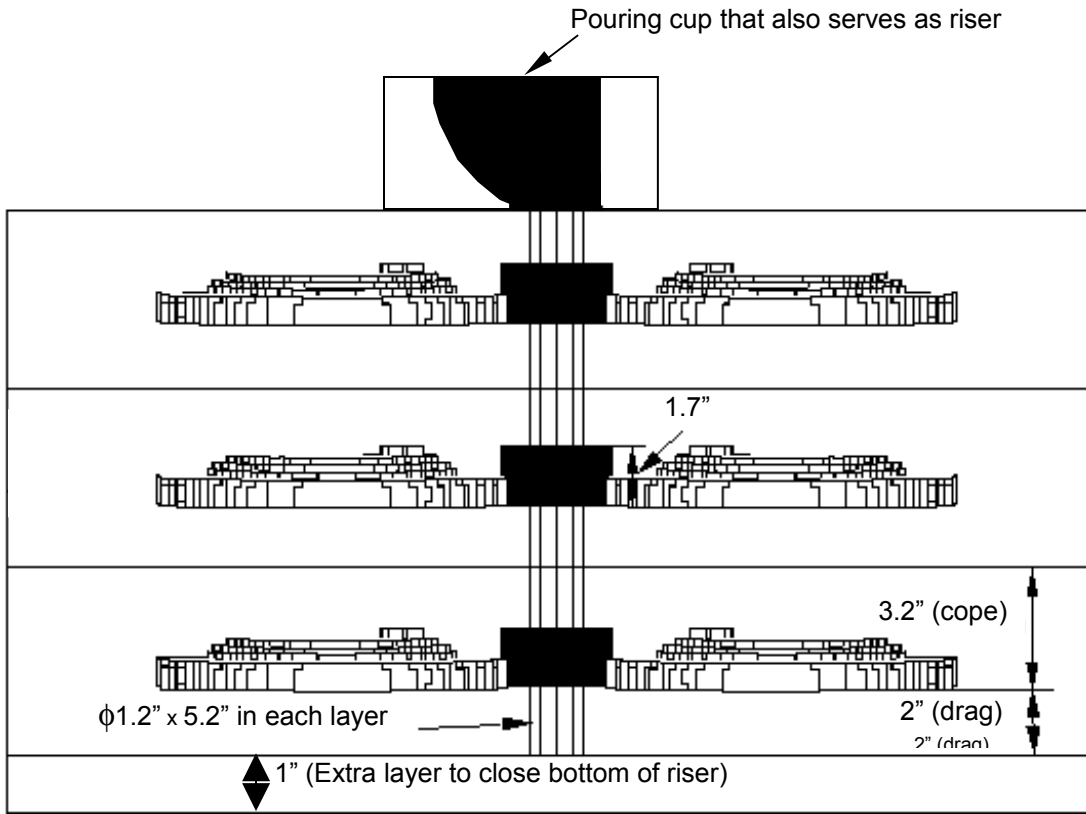 Pouring cup that also serves as riser
1.7”
3.2” (cope)
ϕ1.2” x 5.2” in each layer
2” (drag)
2” (drag)
1” (Extra layer to close bottom of riser)